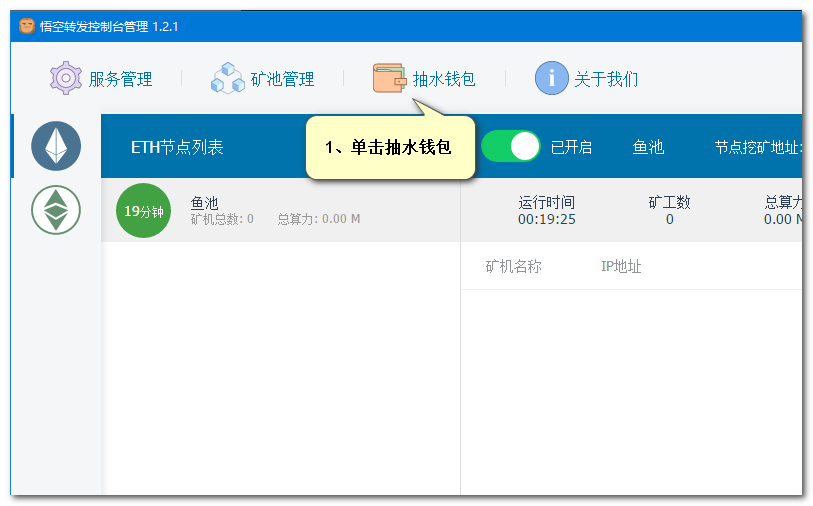 悟空转发控制台管理 1.2.1
服务管理
矿池管理
抽水钱包
关于我们
1、单击抽水钱包
ETH节点列表
已开启
鱼池
节点挖矿地址:
19分钟
鱼池
矿机总数: 0
总算力: 0.00 M
运行时间
00:19:25
矿工数
0
总算力
0.00 M
矿机名称
IP地址